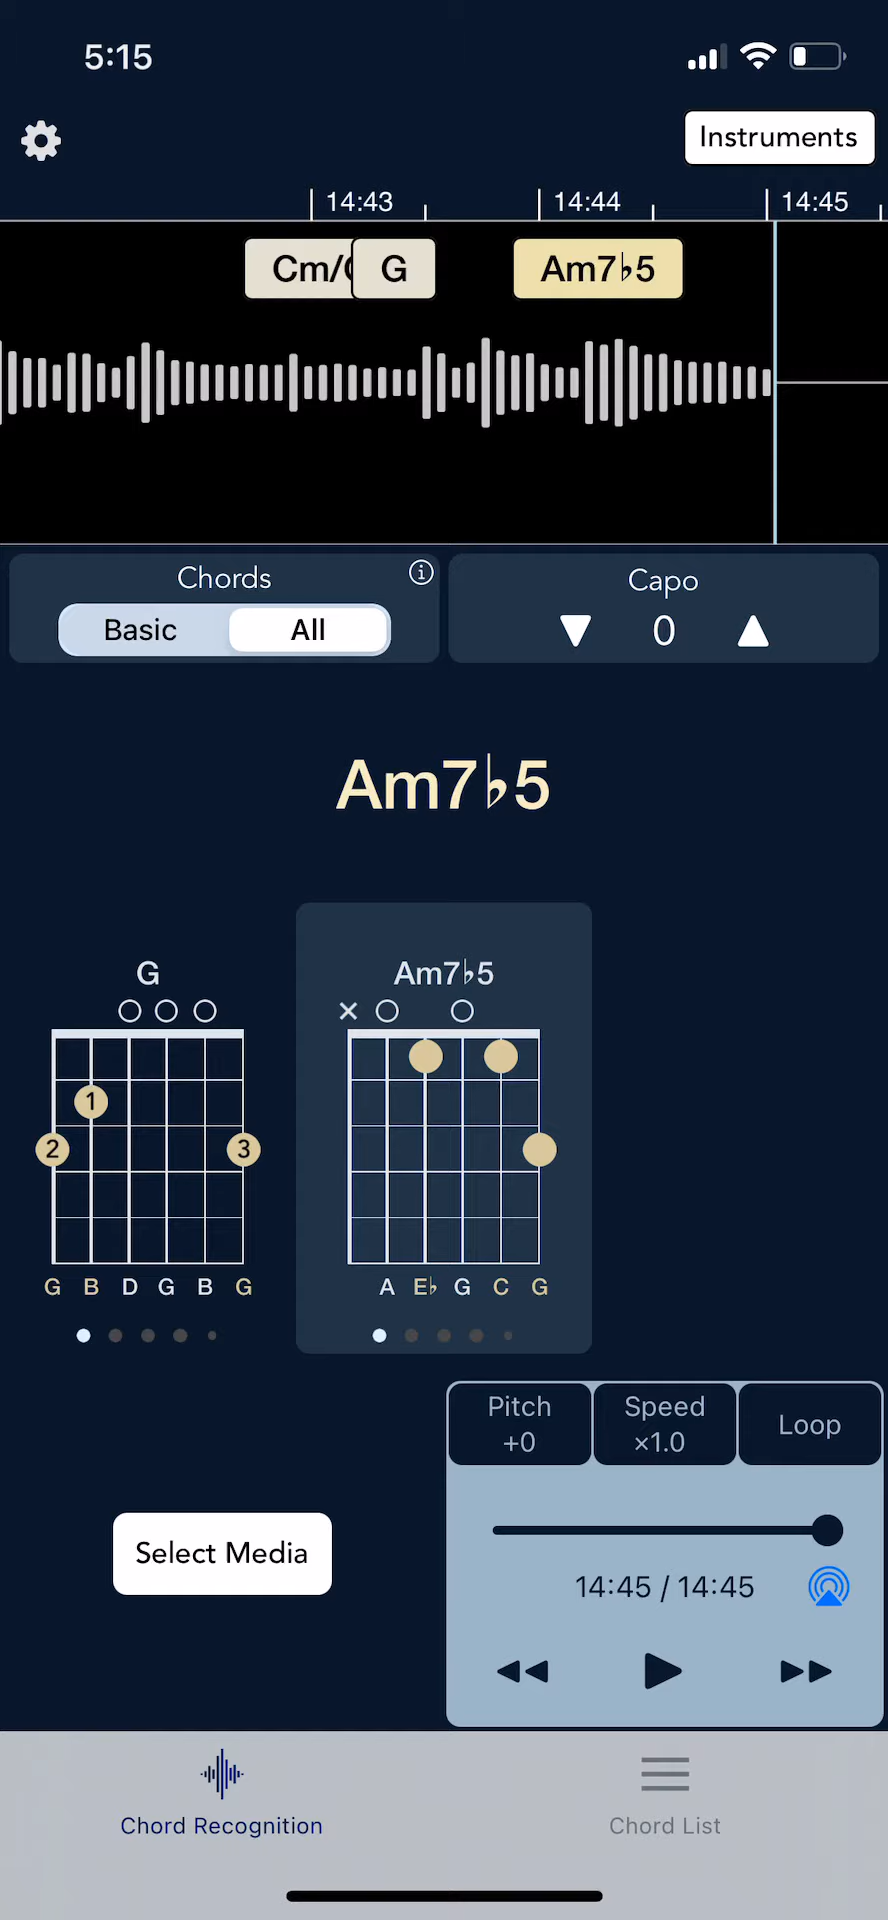 5:15
Instruments
14:43 14:44 14:45
Cm/ G Am7♭5
Chords Capo
Basic All 0
Am7♭5
G Am7♭5
1
2 3
G B D G B G A E♭ G C G
Pitch Speed Loop
+0 ×1.0
Select Media
14:45 / 14:45
Chord Recognition Chord List